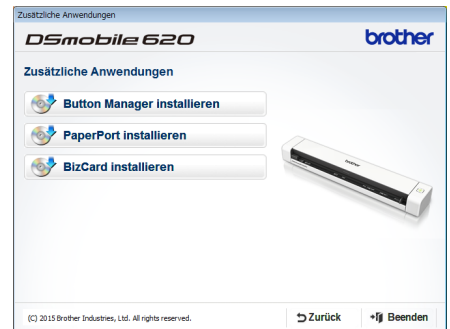 Zusätzliche Anwendungen
DSmobile 620
brother
Zusätzliche Anwendungen
Button Manager installieren
PaperPort installieren
BizCard installieren
brother
(C) 2015 Brother Industries, Ltd. All rights reserved.
Zurück
Beenden